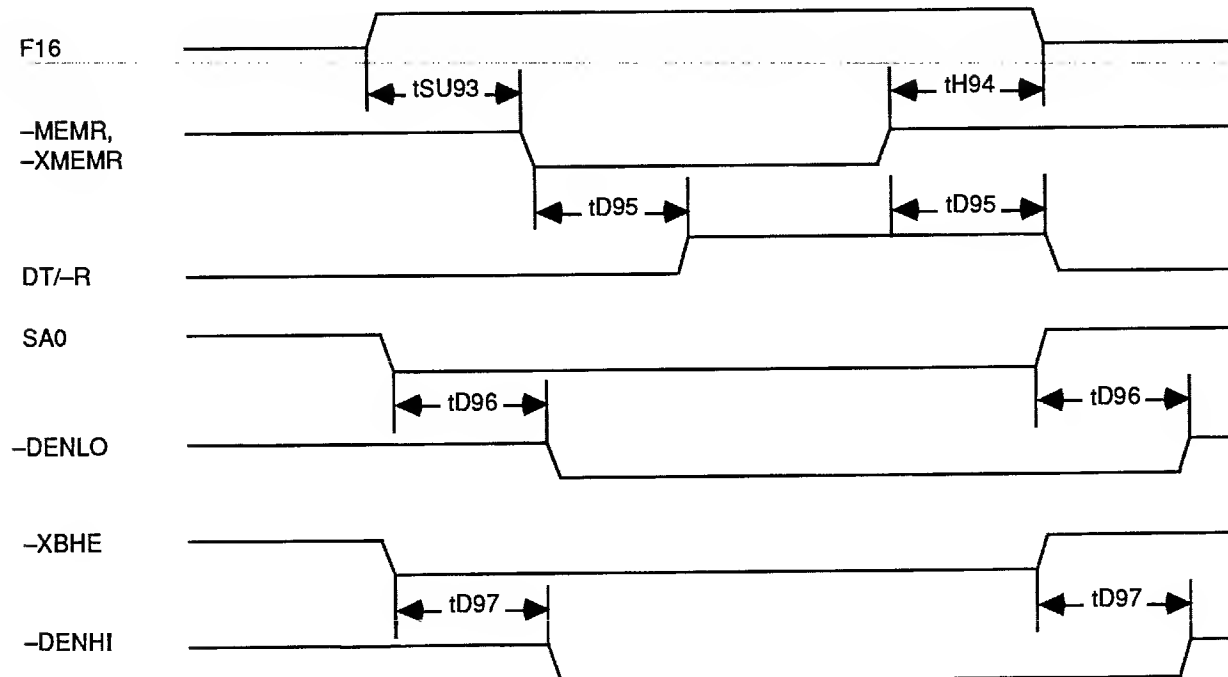 F16
tSU93
tH94
–MEMR,
–XMEMR
tD95
tD95
DT/–R
SA0
tD96
tD96
–DENLO
–XBHE
tD97
tD97
–DENHI